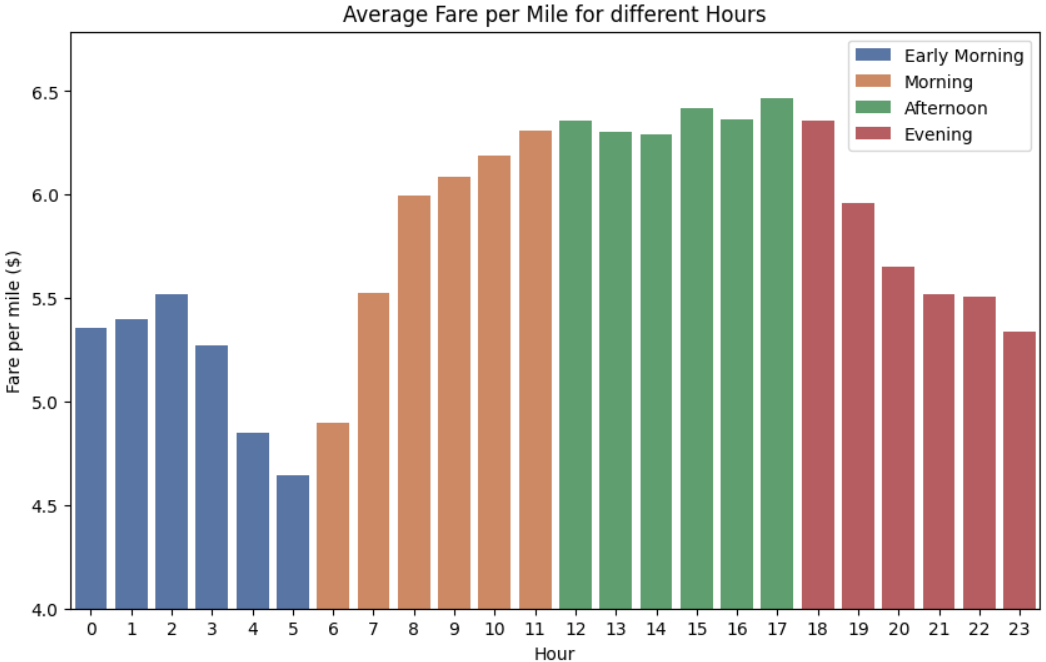 Average Fare per Mile for different Hours
Early Morning
Morning
Afternoon
Evening
Fare per mile ($)
6.5
6.0
5.5
5.0
4.5
4.0
0 1 2 3 4 5 6 7 8 9 10 11 12 13 14 15 16 17 18 19 20 21 22 23
Hour